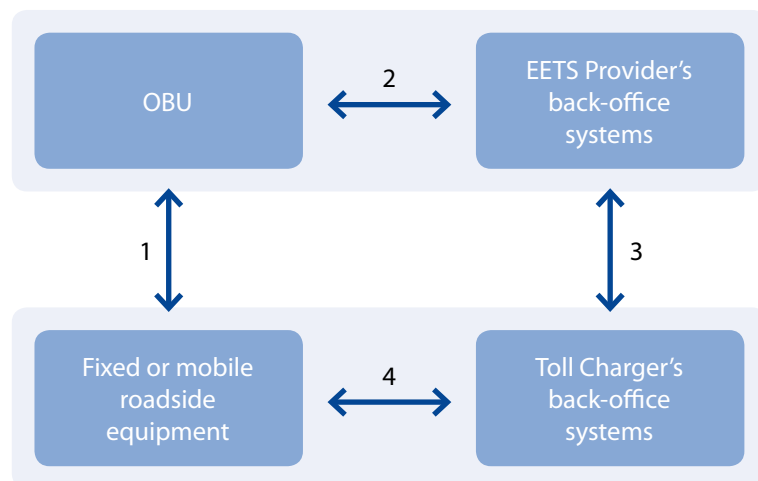 OBU
2
EETS Provider's
back-office
systems
1
3
Fixed or mobile
roadside
equipment
4
Toll Charger's
back-office
systems